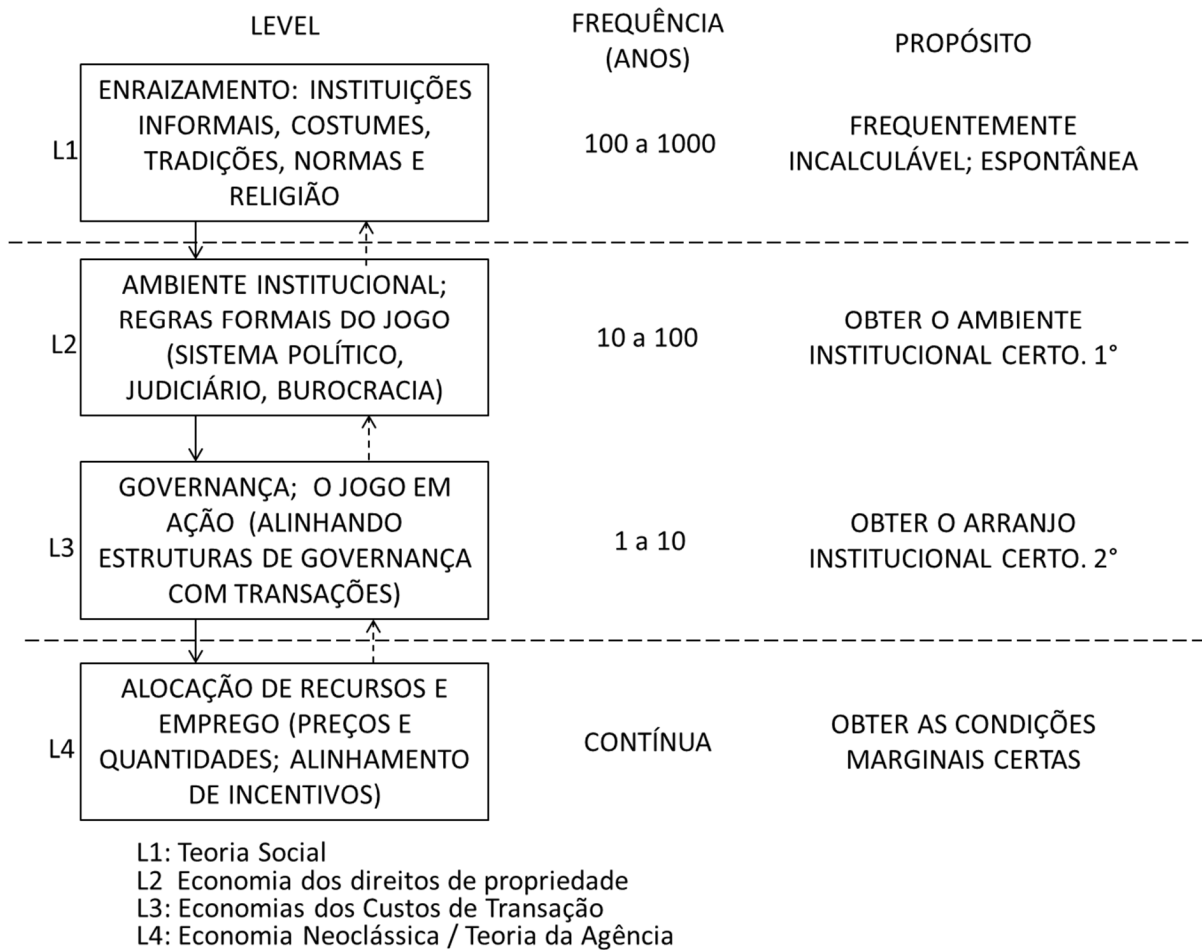 LEVEL
FREQUÊNCIA
(ANOS)
PROPÓSITO
L1
ENRAIZAMENTO: INSTITUIÇÕES
INFORMAIS, COSTUMES,
TRADIÇÕES, NORMAS E
RELIGIÃO
100 a 1000
FREQUENTEMENTE
INCALCULÁVEL; ESPONTÂNEA
L2
AMBIENTE INSTITUCIONAL;
REGRAS FORMAIS DO JOGO
(SISTEMA POLÍTICO,
JUDICIÁRIO, BUROCRACIA)
10 a 100
OBTER O AMBIENTE
INSTITUCIONAL CERTO. 1°
L3
GOVERNANÇA; O JOGO EM
AÇÃO (ALINHANDO
ESTRUTURAS DE GOVERNANÇA
COM TRANSAÇÕES)
1 a 10
OBTER O ARRANJO
INSTITUCIONAL CERTO. 2°
L4
ALOCAÇÃO DE RECURSOS E
EMPREGO (PREÇOS E
QUANTIDADES; ALINHAMENTO
DE INCENTIVOS)
CONTÍNUA
OBTER AS CONDIÇÕES
MARGINAIS CERTAS
L1: Teoria Social
L2 Economia dos direitos de propriedade
L3: Economias dos Custos de Transação
L4: Economia Neoclássica / Teoria da Agência